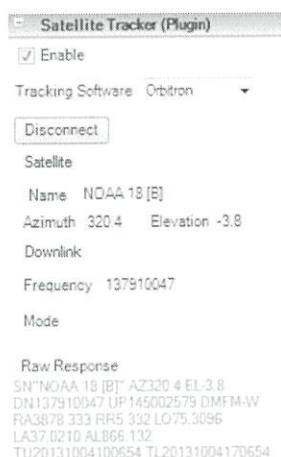 Satellite Tracker (Plugin)
Enable
Tracking Software Orbitron
Disconnect
Satellite
Name NOAA 18 [B]
Azimuth 320.4 Elevation -3.8
Downlink
Frequency 137910047
Mode
Raw Response
SN"NOAA 18 [B]" AZ320.4 EL-3.8
DN137910047 UP145002579 DMFM-W
RA3878.333 RR5.332 LO75.3096
LA37.0210 AL866.132
TU20131004100654 TL20131004170654